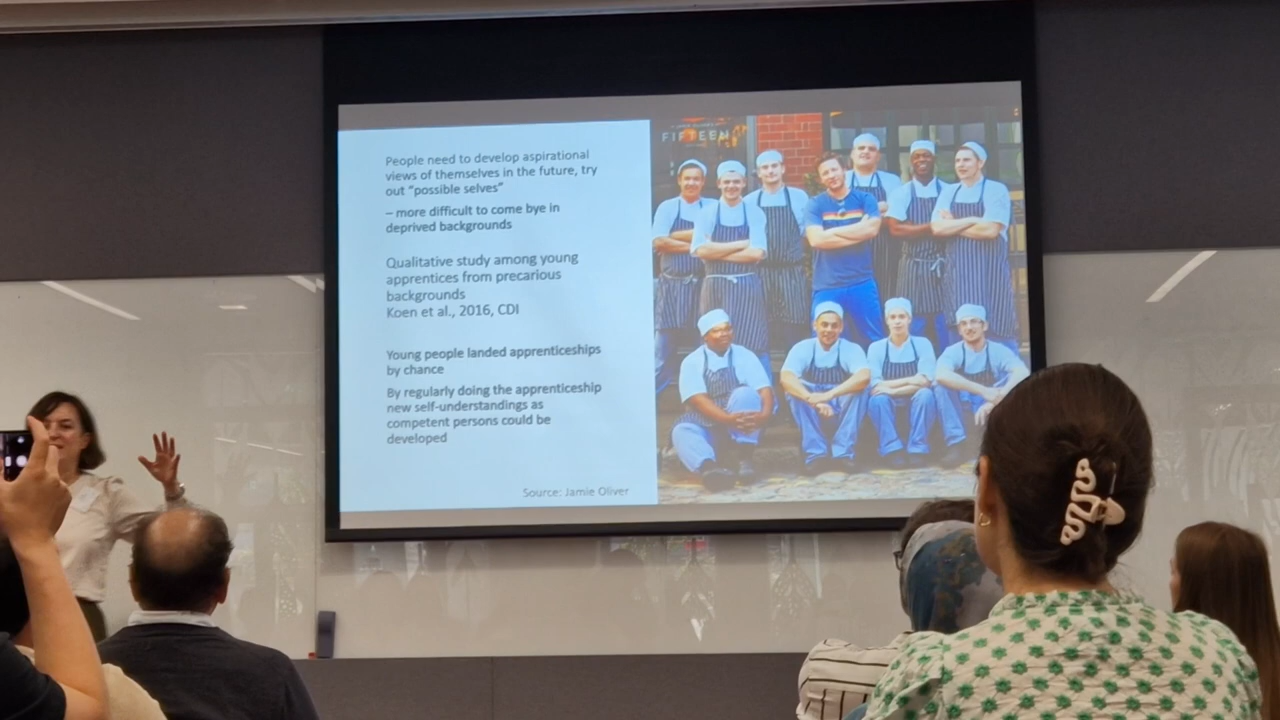 People need to develop aspirational
views of themselves in the future, try
out “possible selves”
– more difficult to come bye in
deprived backgrounds
Qualitative study among young
apprentices from precarious
backgrounds
Koen et al., 2016, CDI
Young people landed apprenticeships
by chance
By regularly doing the apprenticeship
new self-understandings as
competent persons could be
developed
Source: Jamie Oliver
FIFTEEN